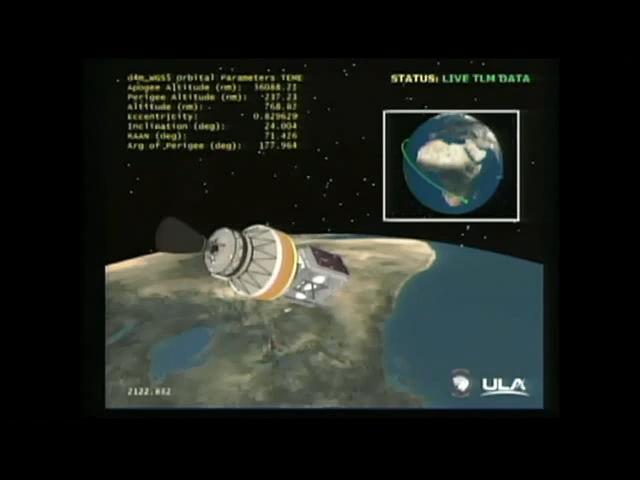 d4m_WGS5 Orbital Parameters TEME
Apogee Altitude (nm): 36088.21
Perigee Altitude (nm): -237.21
Altitude (nm): 768.82
Eccentricity: 0.829629
Inclination (deg): 24.004
RAAN (deg): 71.426
Arg of Perigee (deg): 177.964
STATUS: LIVE TLM DATA
2122.832
ULA